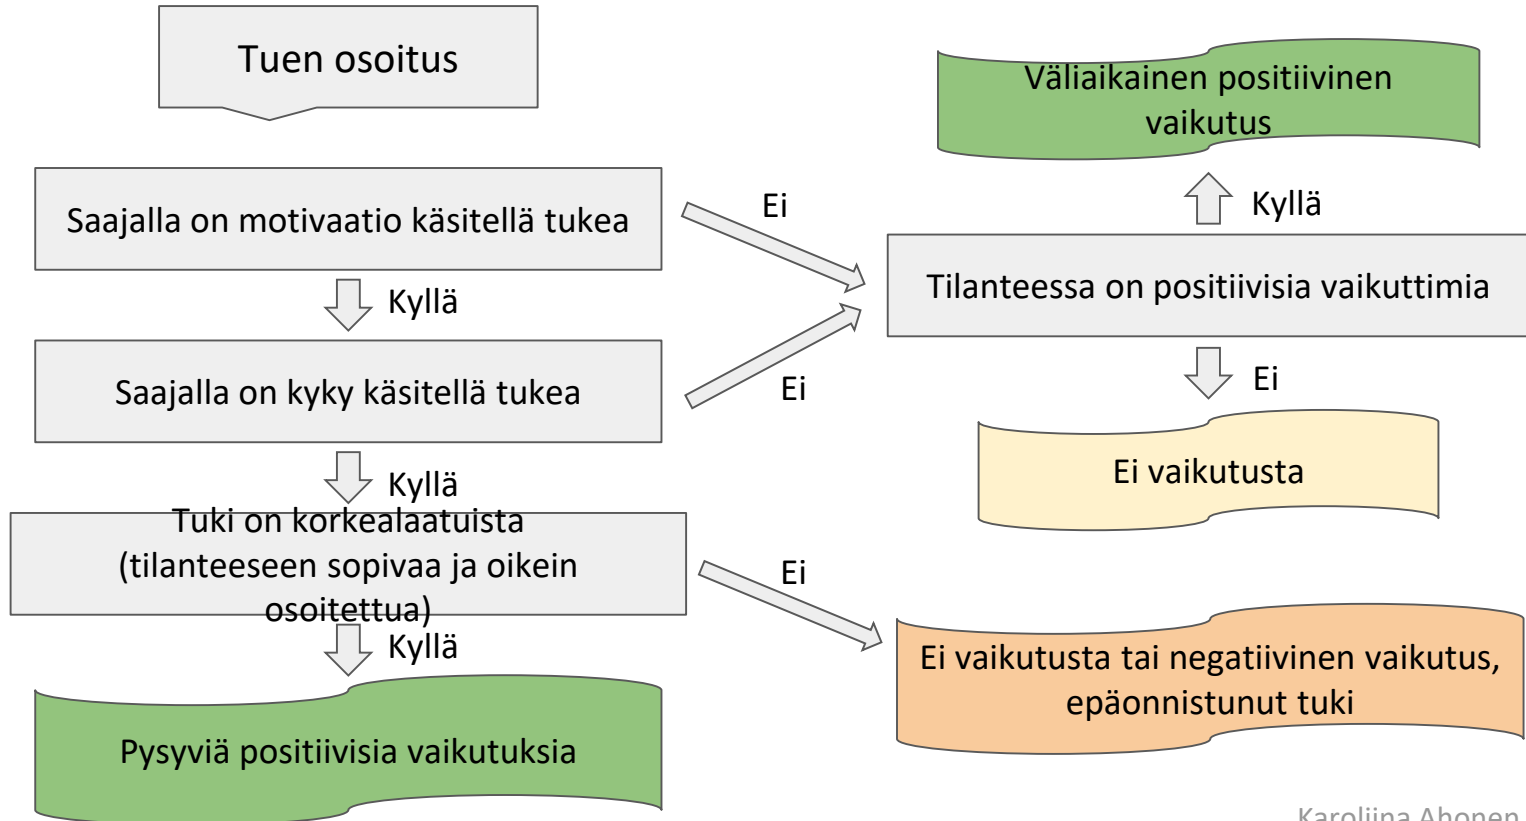 Tuen osoitus
Saajalla on motivaatio käsitellä tukea
Ei
Kyllä
Saajalla on kyky käsitellä tukea
Ei
Kyllä
Tuki on korkealaatuista
(tilanteeseen sopivaa ja oikein
osoitettua)
Ei
Kyllä
Pysyviä positiivisia vaikutuksia
Väliaikainen positiivinen
vaikutus
Kyllä
Tilanteessa on positiivisia vaikuttimia
Ei
Ei vaikutusta
Ei vaikutusta tai negatiivinen vaikutus,
epäonnistunut tuki
Karoliina Ahonen